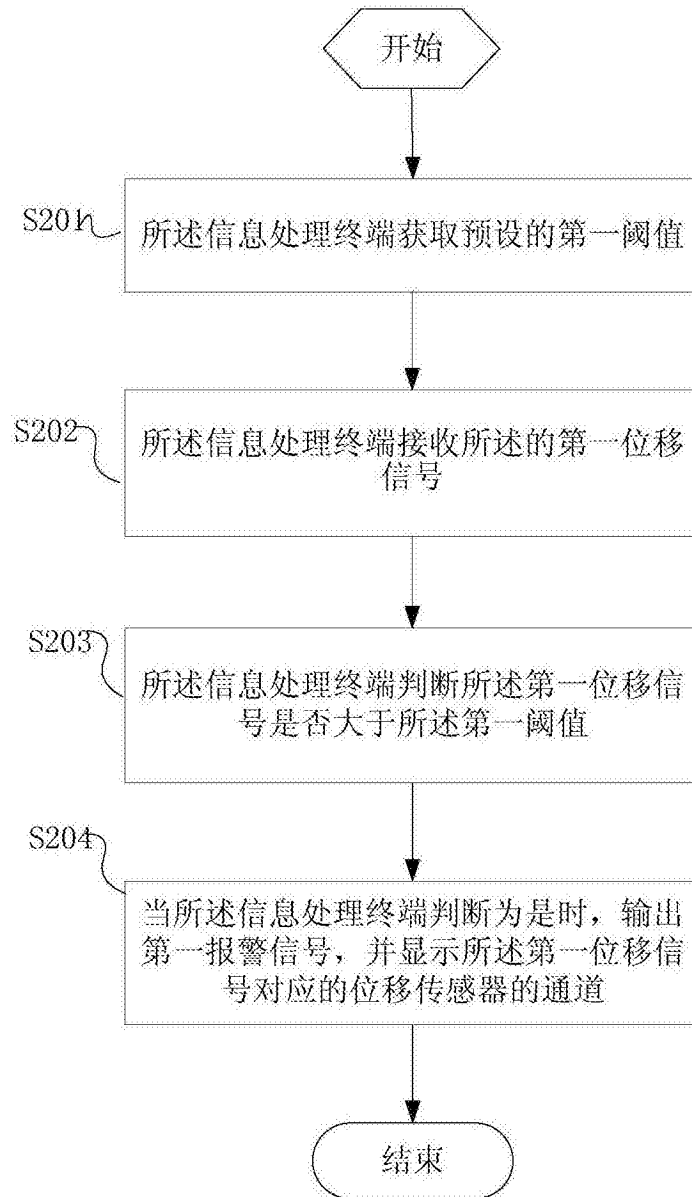 开始
S201
所述信息处理终端获取预设的第一阈值
S202
所述信息处理终端接收所述的第一位移
信号
S203
所述信息处理终端判断所述第一位移信
号是否大于所述第一阈值
S204
当所述信息处理终端判断为是时，输出
第一报警信号，并显示所述第一位移信
号对应的位移传感器的通道
结束